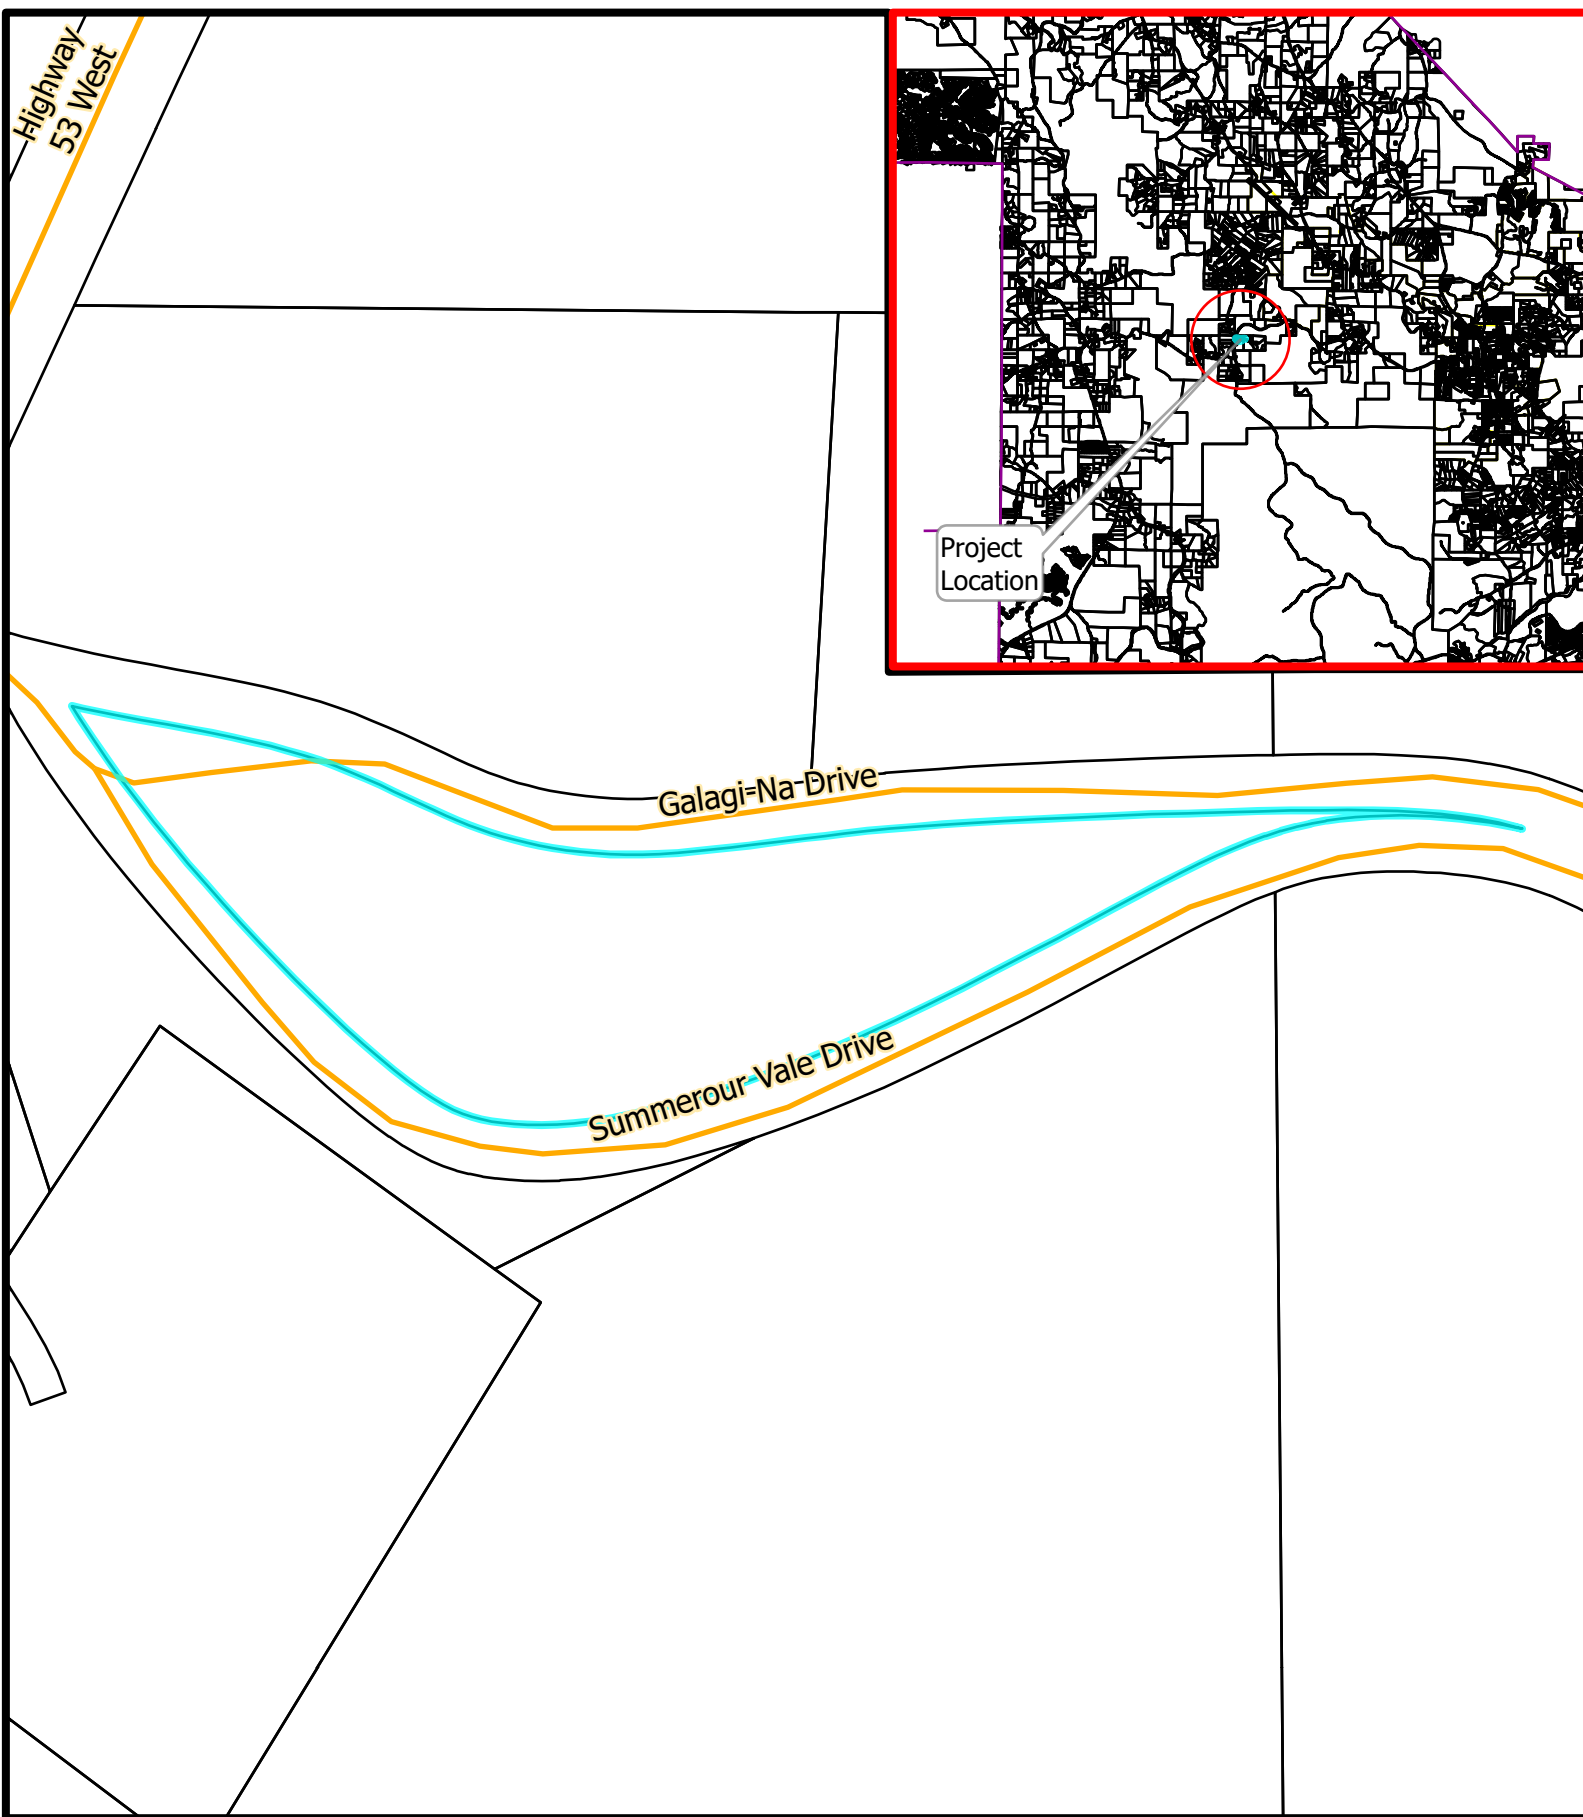 Highway
53 West
Project
Location
Galagi-Na-Drive
Summerour Vale Drive